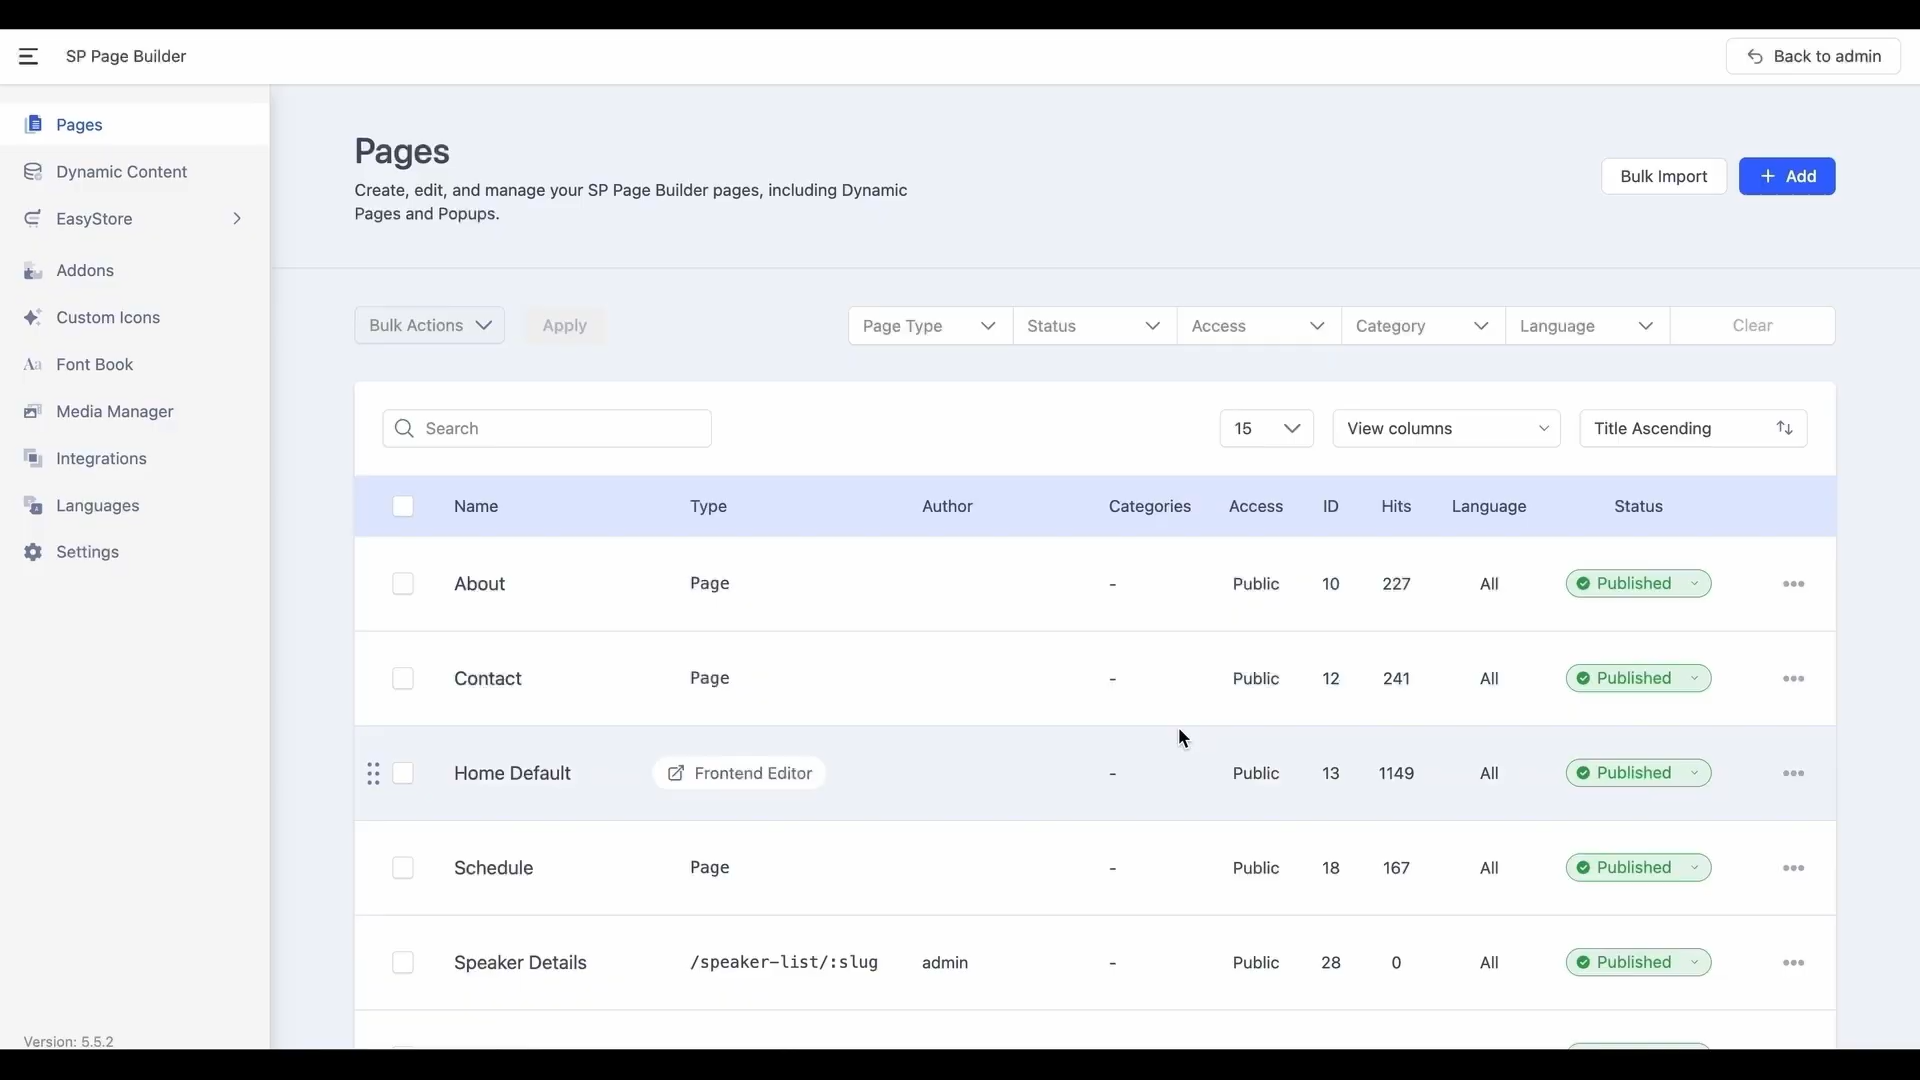 SP Page Builder
Back to admin
Pages
Dynamic Content
EasyStore
Addons
Custom Icons
Font Book
Media Manager
Integrations
Languages
Settings
Version: 5.5.2
Pages
Create, edit, and manage your SP Page Builder pages, including Dynamic
Pages and Popups.
Bulk Import
+ Add
Bulk Actions
Apply
Page Type
Status
Access
Category
Language
Clear
Search
15
View columns
Title Ascending
Name Type Author Categories Access ID Hits Language Status
About Page - Public 10 227 All Published
Contact Page - Public 12 241 All Published
Home Default Frontend Editor - Public 13 1149 All Published
Schedule Page - Public 18 167 All Published
Speaker Details /speaker-list/:slug admin - Public 28 0 All Published